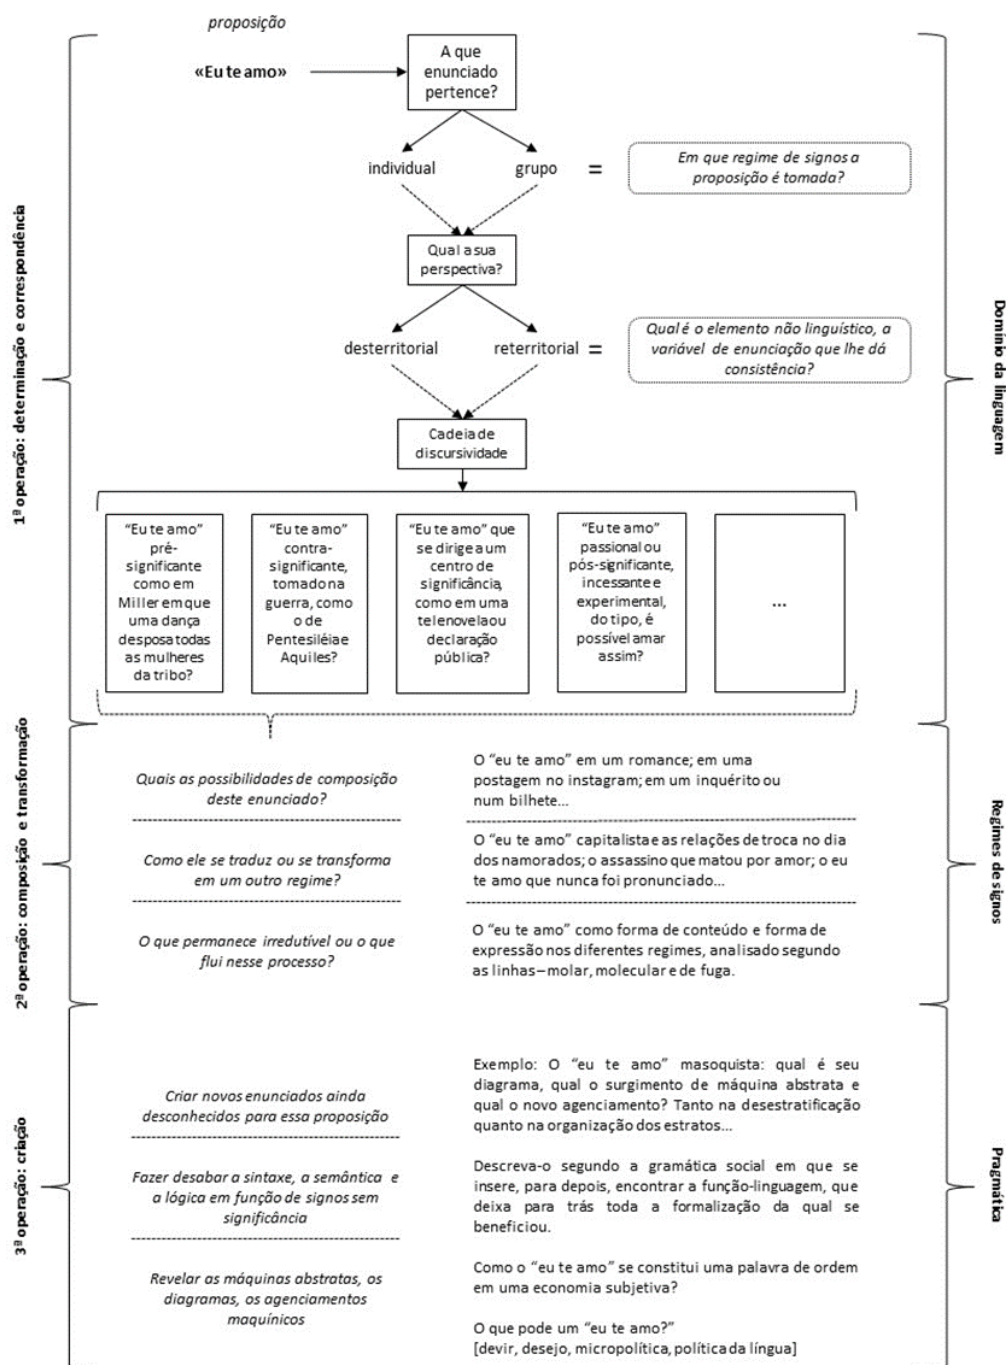 proposição
«Eu te amo»
A que
enunciado
pertence?
individual
grupo
=
Em que regime de signos a
proposição é tomada?
Qual a sua
perspectiva?
desterritorial
reterritorial
=
Qual é o elemento não linguístico, a
variável de enunciação que lhe dá
consistência?
Cadeia de
discursividade
"Eu te amo"
pré-
significante
como em
Miller em que
uma dança
desposa todas
as mulheres
da tribo?
"Eu te amo"
contra-
significante,
tomado na
guerra, como
o de
Pentesiléia e
Aquiles?
"Eu te amo" que
se dirige a um
centro de
significância,
como em uma
telenovela ou
declaração
pública?
"Eu te amo"
passional ou
pós-significante,
incessante e
experimental,
do tipo, é
possível amar
assim?
...
1ª operação: determinação e correspondência
Domínio da linguagem
Quais as possibilidades de composição
deste enunciado?
O "eu te amo" em um romance; em uma
postagem no instagram; em um inquérito ou
num bilhete...
Como ele se traduz ou se transforma
em um outro regime?
O "eu te amo" capitalista e as relações de troca no dia
dos namorados; o assassino que matou por amor; o eu
te amo que nunca foi pronunciado...
O que permanece irredutível ou o que
flui nesse processo?
O "eu te amo" como forma de conteúdo e forma de
expressão nos diferentes regimes, analisado segundo
as linhas – molar, molecular e de fuga.
2ª operação: composição e transformação
Regimes de signos
Criar novos enunciados ainda
desconhecidos para essa proposição
Exemplo: O "eu te amo" masoquista: qual é seu
diagrama, qual o surgimento de máquina abstrata e
qual o novo agenciamento? Tanto na desestratificação
quanto na organização dos estratos...
Fazer desabar a sintaxe, a semântica e
a lógica em função de signos sem
significância
Descreva-o segundo a gramática social em que se
insere, para depois, encontrar a função-linguagem, que
deixa para trás toda a formalização da qual se
beneficiou.
Revelar as máquinas abstratas, os
diagramas, os agenciamentos
maquínicos
Como o "eu te amo" se constitui uma palavra de ordem
em uma economia subjetiva?
O que pode um "eu te amo?"
[devir, desejo, micropolítica, política da língua]
3ª operação: criação
Pragmática